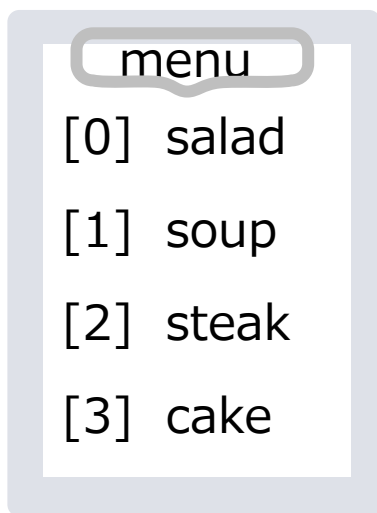 menu
[0] salad
[1] soup
[2] steak
[3] cake